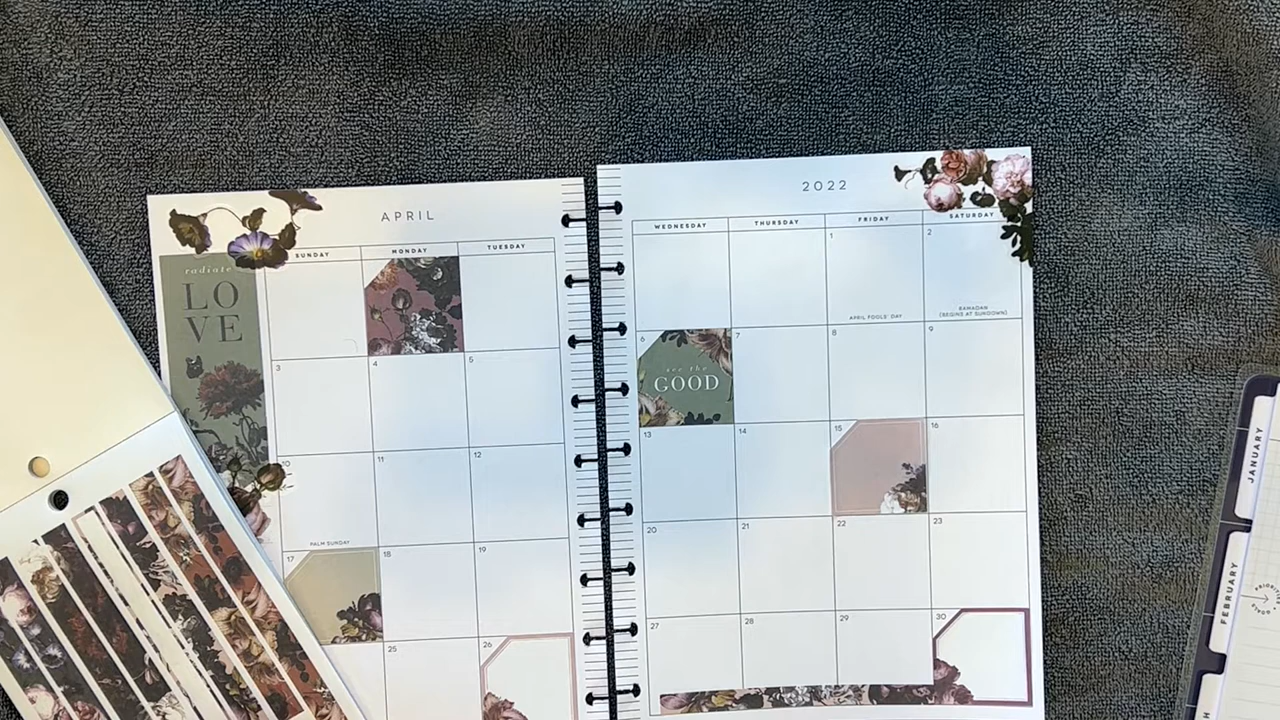 APRIL
2022
SUNDAY MONDAY TUESDAY
WEDNESDAY THURSDAY FRIDAY SATURDAY
radiate
LO
VE
1 2
APRIL FOOLS' DAY
RAMADAN
(BEGINS AT SUNDOWN)
3 4 5
6 7 8 9
see the
GOOD
10 11 12
13 14 15 16
PALM SUNDAY
17 18 19
20 21 22 23
25 26
27 28 29 30
JANUARY
FEBRUARY